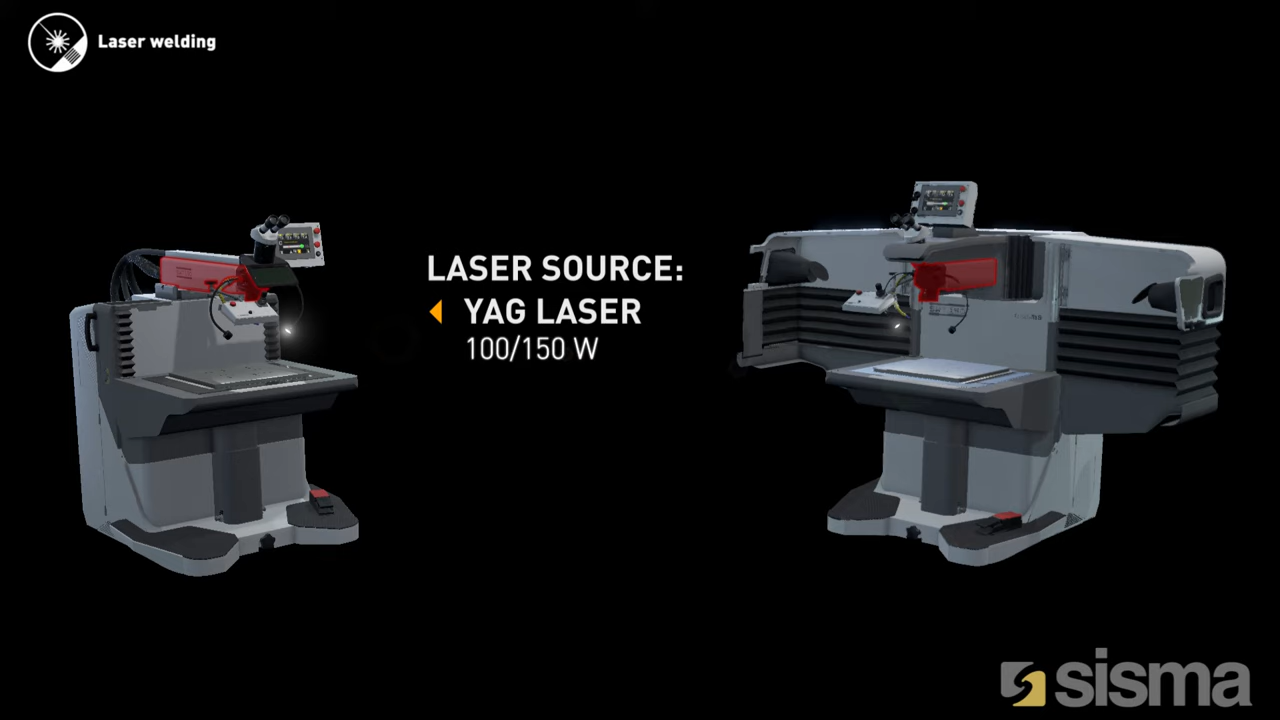 Laser welding
LASER SOURCE:
YAG LASER
100/150 W
sisma